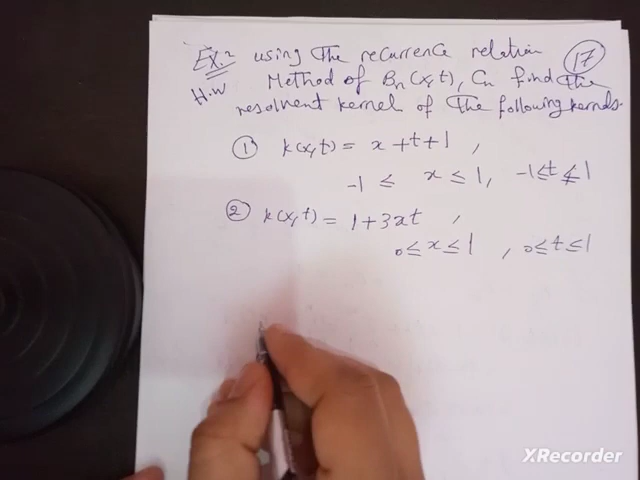 Ex.2 using The recurrence relation 17
H.W Method of Bn(x,t), Cn find The
resolvent kernel of The following kernels.
① k(x,t) = x+t+1 ,
-1 ≤ x ≤ 1, -1≤t≤1
② k(x,t) = 1+3xt ,
0≤x≤1 , 0≤t≤1
XRecorder